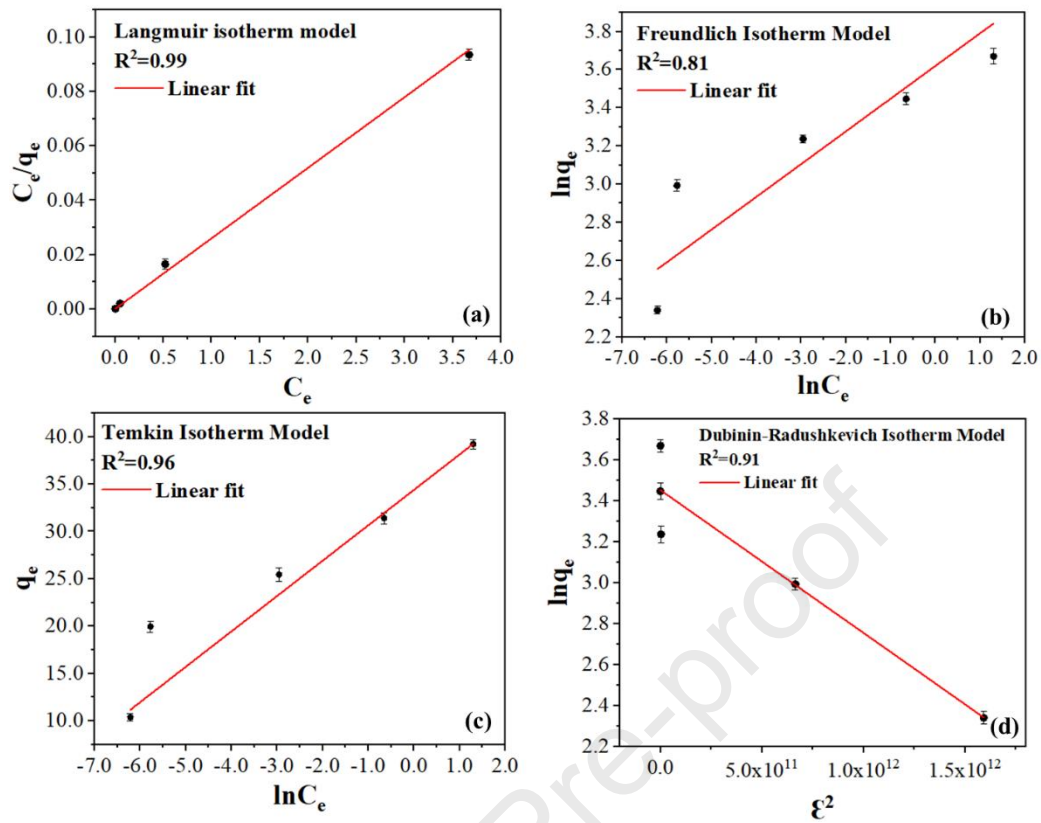 Langmuir isotherm model
R²=0.99
Linear fit
0.10
0.08
0.06
0.04
0.02
0.00
Cₑ/qₑ
0.0 0.5 1.0 1.5 2.0 2.5 3.0 3.5 4.0
Cₑ
(a)
Freundlich Isotherm Model
R²=0.81
Linear fit
3.8
3.6
3.4
3.2
3.0
2.8
2.6
2.4
2.2
lnqₑ
-7.0 -6.0 -5.0 -4.0 -3.0 -2.0 -1.0 0.0 1.0 2.0
lnCₑ
(b)
Temkin Isotherm Model
R²=0.96
Linear fit
40.0
35.0
30.0
25.0
20.0
15.0
10.0
qₑ
-7.0 -6.0 -5.0 -4.0 -3.0 -2.0 -1.0 0.0 1.0 2.0
lnCₑ
(c)
Dubinin-Radushkevich Isotherm Model
R²=0.91
Linear fit
3.8
3.6
3.4
3.2
3.0
2.8
2.6
2.4
2.2
lnqₑ
0.0 5.0x10¹¹ 1.0x10¹² 1.5x10¹²
Ɛ²
(d)
Pre-proof